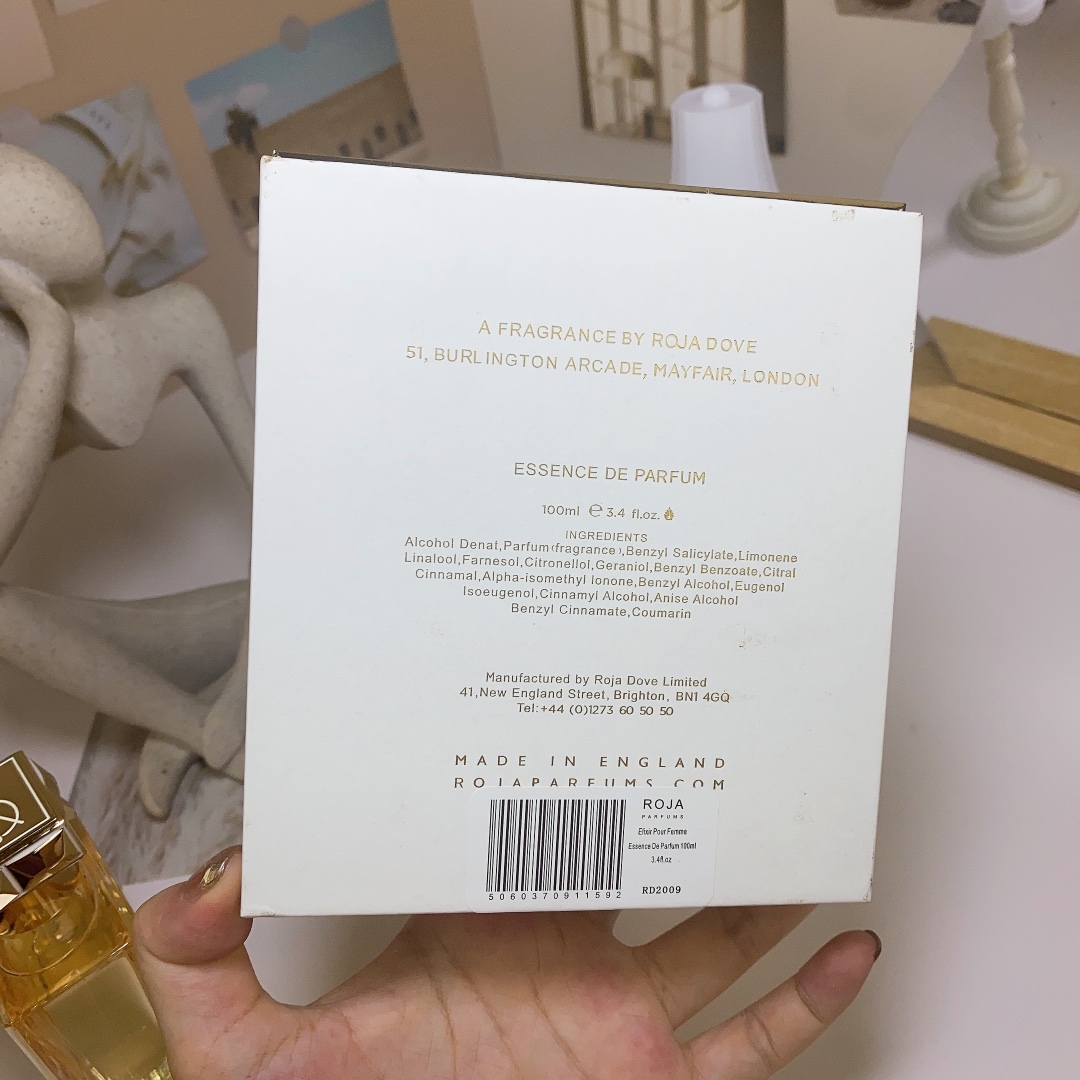 A FRAGRANCE BY ROJA DOVE
51, BURLINGTON ARCADE, MAYFAIR, LONDON
ESSENCE DE PARFUM
100ml ℮ 3.4 fl.oz.
INGREDIENTS
Alcohol Denat,Parfum(fragrance),Benzyl Salicylate,Limonene
Linalool,Farnesol,Citronellol,Geraniol,Benzyl Benzoate,Citral
Cinnamal,Alpha-isomethyl Ionone,Benzyl Alcohol,Eugenol
Isoeugenol,Cinnamyl Alcohol,Anise Alcohol
Benzyl Cinnamate,Coumarin
Manufactured by Roja Dove Limited
41,New England Street, Brighton, BN1 4GQ
Tel:+44 (0)1273 60 50 50
MADE IN ENGLAND
ROJAPARFUMS.COM
ROJA
PARFUMS
Elixir Pour Femme
Essence De Parfum 100ml
3.4fl.oz
RD2009
5060370911592